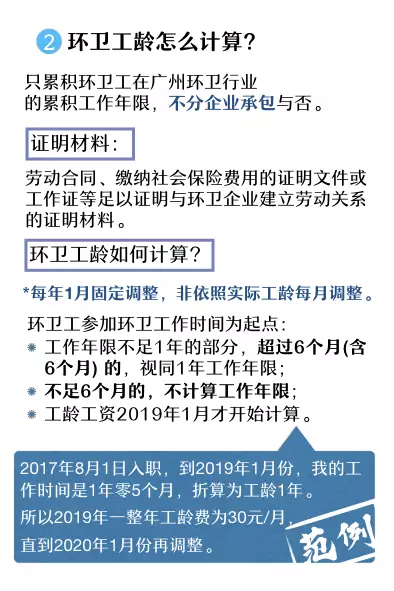 2 环卫工龄怎么计算？
只累积环卫工在广州环卫行业
的累积工作年限，不分企业承包与否。
证明材料：
劳动合同、缴纳社会保险费用的证明文件或
工作证等足以证明与环卫企业建立劳动关系
的证明材料。
环卫工龄如何计算？
*每年1月固定调整，非依照实际工龄每月调整。
环卫工参加环卫工作时间为起点：
工作年限不足1年的部分，超过6个月(含
6个月) 的，视同1年工作年限；
不足6个月的，不计算工作年限；
工龄工资2019年1月才开始计算。
2017年8月1日入职，到2019年1月份，我的工
作时间是1年零5个月，折算为工龄1年。
所以2019年一整年工龄费为30元/月，
直到2020年1月份再调整。
范例